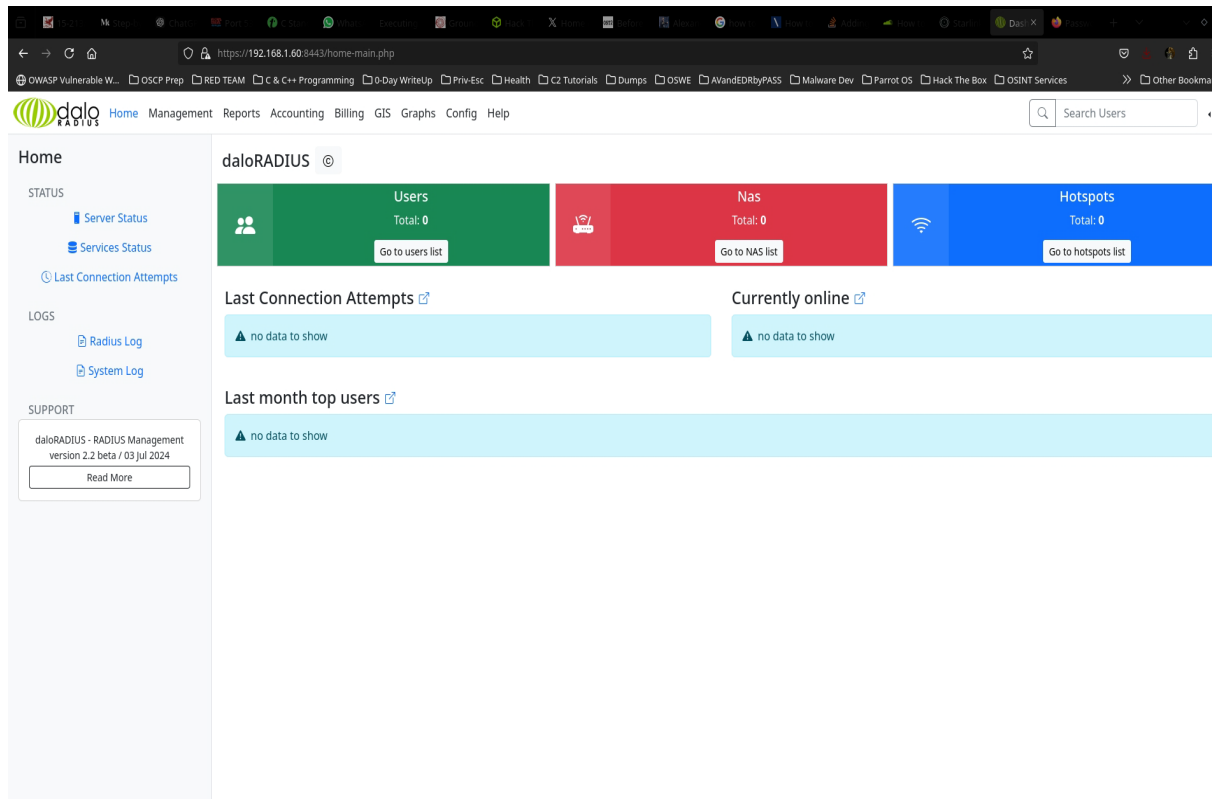 Dash
https://192.168.1.60:8443/home-main.php
OWASP Vulnerable W... OSCP Prep RED TEAM C & C++ Programming 0-Day WriteUp Priv-Esc Health C2 Tutorials Dumps OSWE AVandEDRbyPASS Malware Dev Parrot OS Hack The Box OSINT Services Other Bookma
dalo RADIUS Home Management Reports Accounting Billing GIS Graphs Config Help Search Users
Home
STATUS
Server Status
Services Status
Last Connection Attempts
LOGS
Radius Log
System Log
SUPPORT
daloRADIUS - RADIUS Management
version 2.2 beta / 03 Jul 2024
Read More
daloRADIUS ©
Users
Total: 0
Go to users list
Nas
Total: 0
Go to NAS list
Hotspots
Total: 0
Go to hotspots list
Last Connection Attempts
no data to show
Currently online
no data to show
Last month top users
no data to show